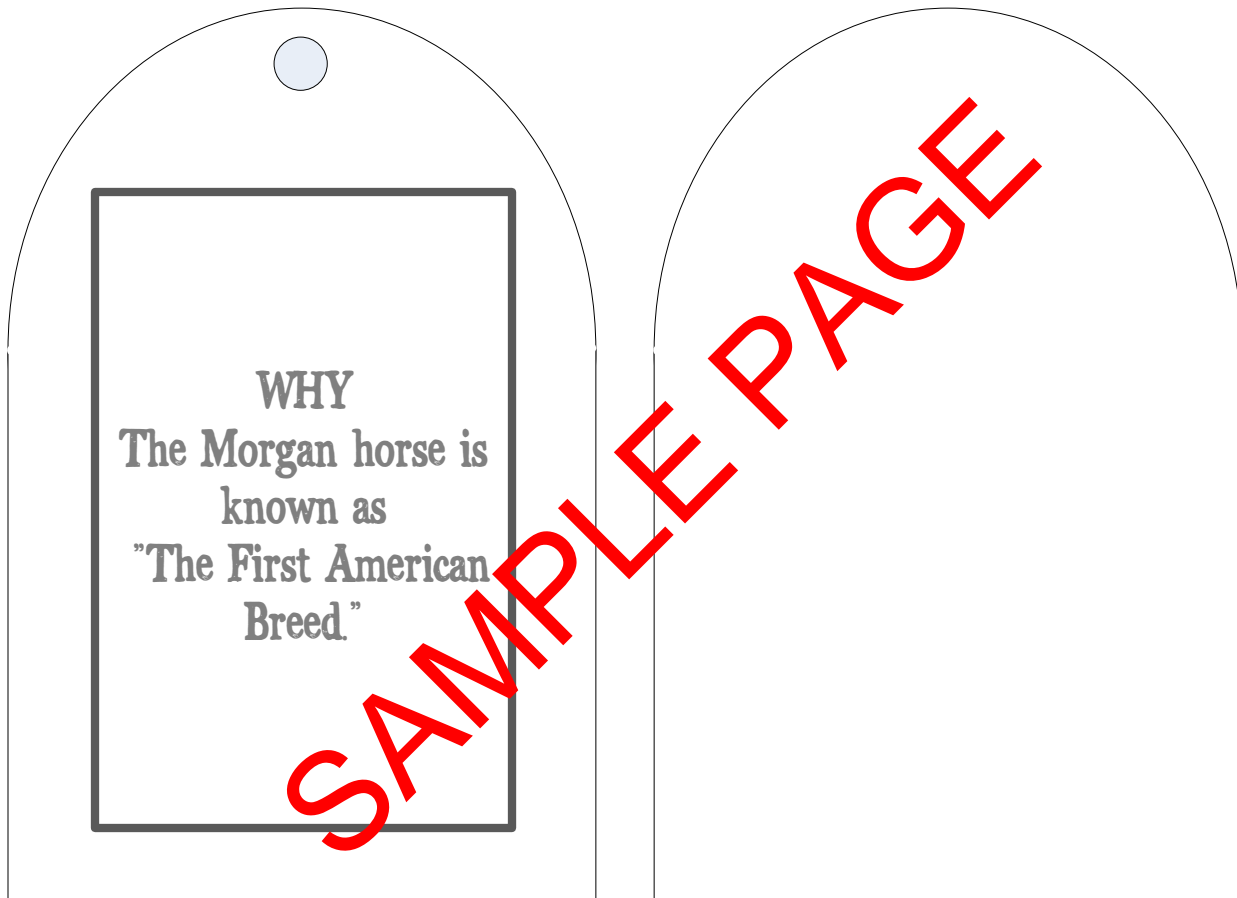 WHY
The Morgan horse is
known as
"The First American
Breed."
SAMPLE PAGE